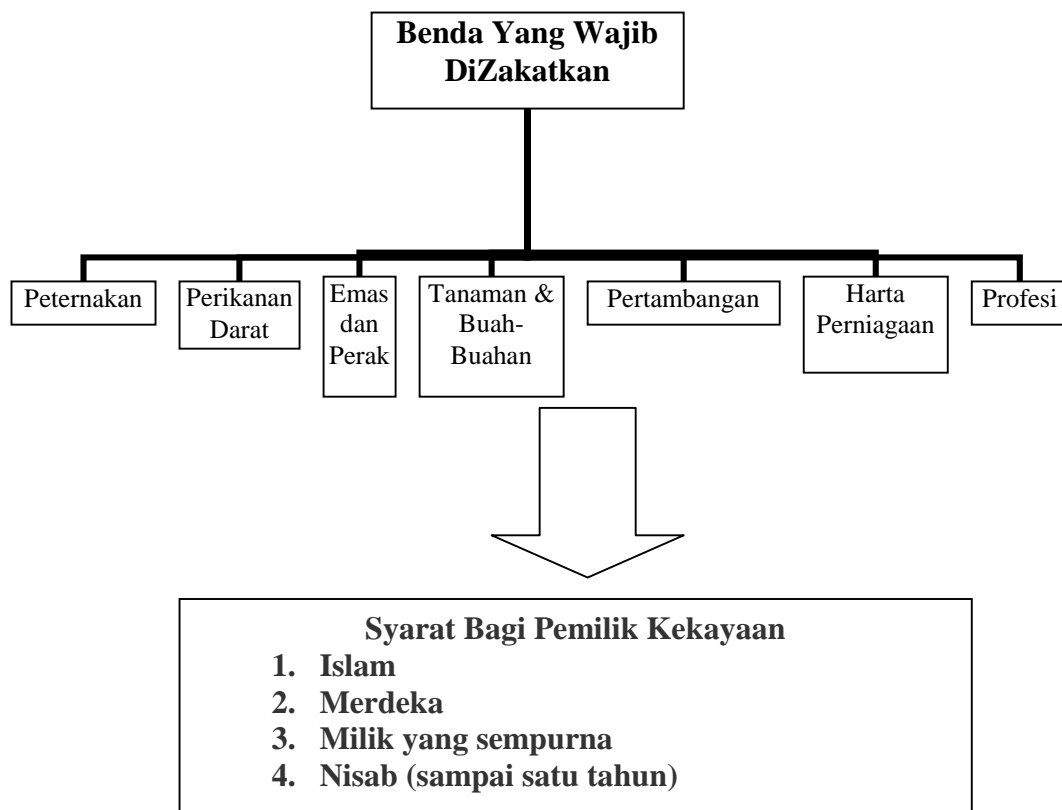 Benda Yang Wajib
DiZakatkan
Peternakan
Perikanan
Darat
Emas
dan
Perak
Tanaman &
Buah-
Buahan
Pertambangan
Harta
Perniagaan
Profesi
Syarat Bagi Pemilik Kekayaan
1. Islam
2. Merdeka
3. Milik yang sempurna
4. Nisab (sampai satu tahun)